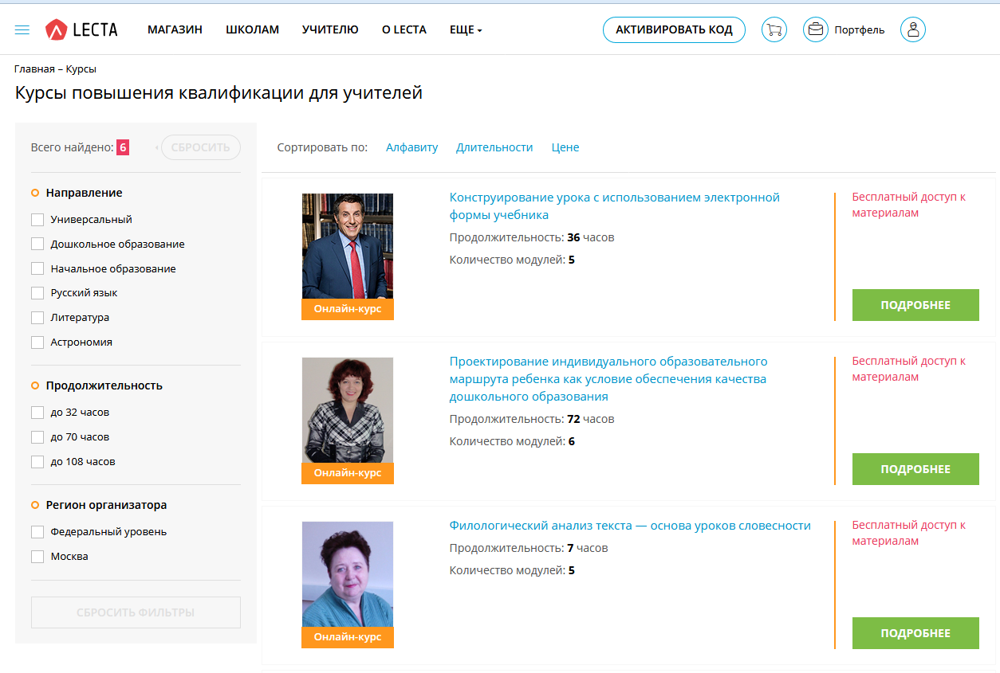 LECTA МАГАЗИН ШКОЛАМ УЧИТЕЛЮ О LECTA ЕЩЕ АКТИВИРОВАТЬ КОД Портфель
Главная – Курсы
Курсы повышения квалификации для учителей
Всего найдено: 6 СБРОСИТЬ
Направление
Универсальный
Дошкольное образование
Начальное образование
Русский язык
Литература
Астрономия
Продолжительность
до 32 часов
до 70 часов
до 108 часов
Регион организатора
Федеральный уровень
Москва
СБРОСИТЬ ФИЛЬТРЫ
Сортировать по: Алфавиту Длительности Цене
Онлайн-курс
Конструирование урока с использованием электронной
формы учебника
Продолжительность: 36 часов
Количество модулей: 5
Бесплатный доступ к
материалам
ПОДРОБНЕЕ
Онлайн-курс
Проектирование индивидуального образовательного
маршрута ребенка как условие обеспечения качества
дошкольного образования
Продолжительность: 72 часов
Количество модулей: 6
Бесплатный доступ к
материалам
ПОДРОБНЕЕ
Онлайн-курс
Филологический анализ текста — основа уроков словесности
Продолжительность: 7 часов
Количество модулей: 5
Бесплатный доступ к
материалам
ПОДРОБНЕЕ